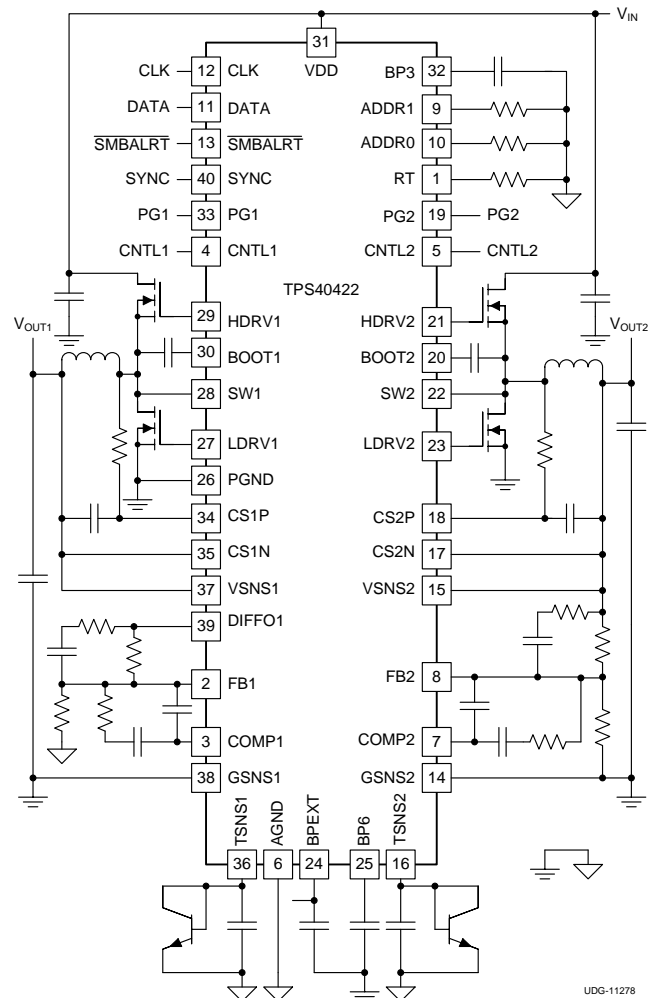 V_IN
31
VDD
CLK 12 CLK
BP3 32
DATA 11 DATA
ADDR1 9
SMBALRT 13 SMBALRT
ADDR0 10
SYNC 40 SYNC
RT 1
PG1 33 PG1
PG2 19 PG2
CNTL1 4 CNTL1
CNTL2 5 CNTL2
TPS40422
29 HDRV1
HDRV2 21
V_OUT1
V_OUT2
30 BOOT1
BOOT2 20
28 SW1
SW2 22
27 LDRV1
LDRV2 23
26 PGND
34 CS1P
CS2P 18
35 CS1N
CS2N 17
37 VSNS1
VSNS2 15
39 DIFFO1
2 FB1
FB2 8
3 COMP1
COMP2 7
38 GSNS1
GSNS2 14
TSNS1
AGND
BPEXT
BP6
TSNS2
36 6 24 25 16
UDG-11278